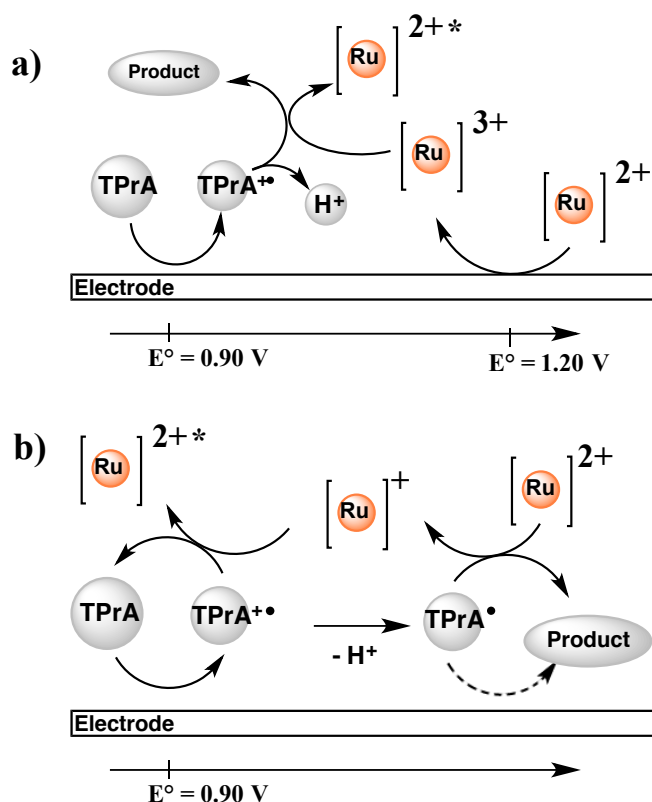 a)
[Ru]2+*
Product
[Ru]3+
TPrA
TPrA+•
H+
[Ru]2+
Electrode
E° = 0.90 V
E° = 1.20 V
b)
[Ru]2+*
[Ru]+
[Ru]2+
TPrA
TPrA+•
- H+
TPrA•
Product
Electrode
E° = 0.90 V